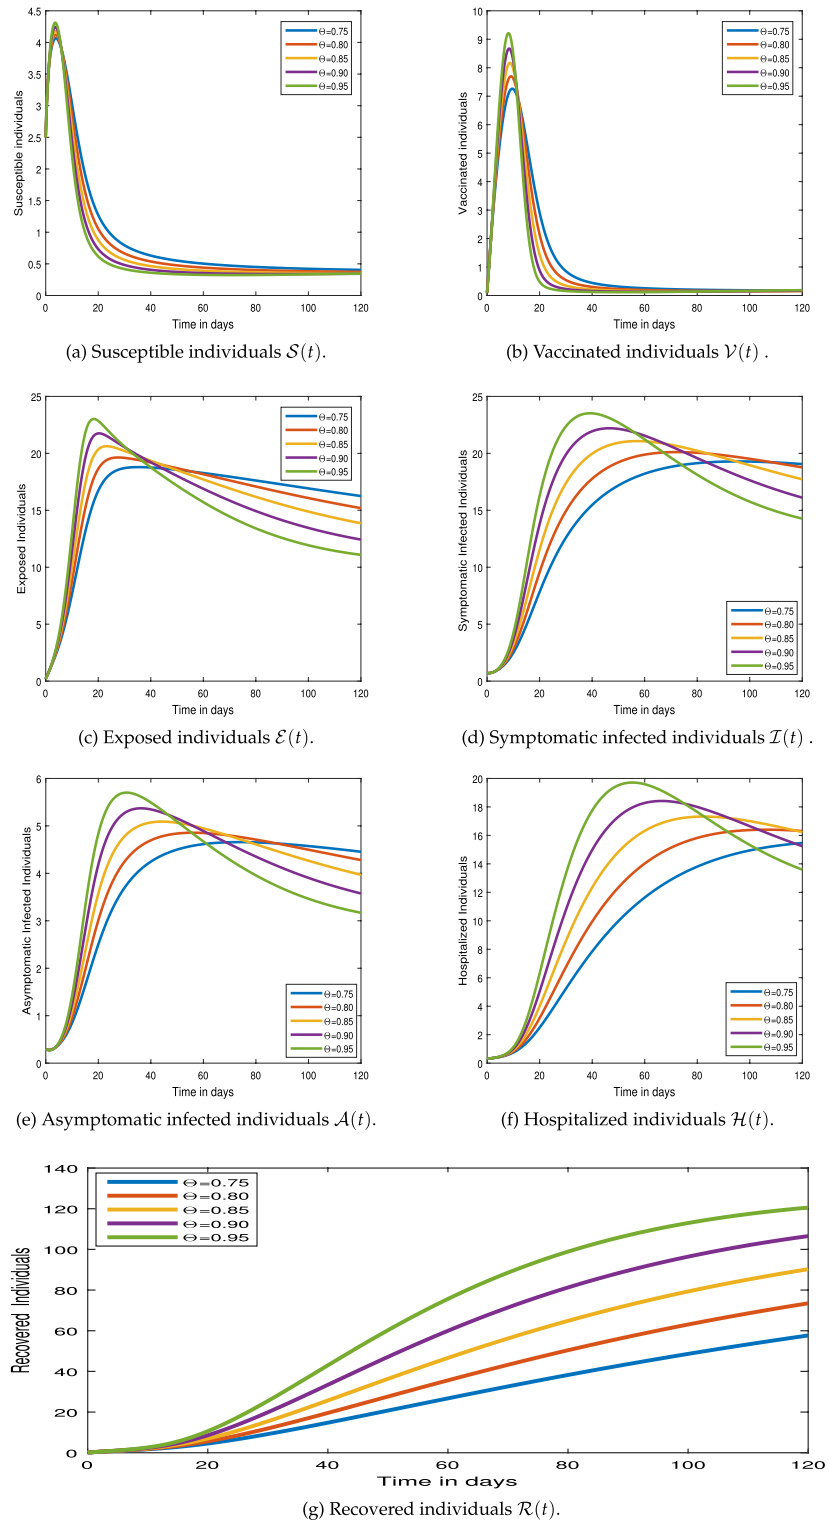 4.5
4
3.5
3
2.5
2
1.5
1
0.5
0
Susceptible individuals
0 20 40 60 80 100 120
Time in days
Θ=0.75
Θ=0.80
Θ=0.85
Θ=0.90
Θ=0.95
(a) Susceptible individuals 𝒮(t).
10
9
8
7
6
5
4
3
2
1
0
Vaccinated individuals
0 20 40 60 80 100 120
Time in days
Θ=0.75
Θ=0.80
Θ=0.85
Θ=0.90
Θ=0.95
(b) Vaccinated individuals 𝒱(t) .
25
20
15
10
5
0
Exposed Individuals
0 20 40 60 80 100 120
Time in days
Θ=0.75
Θ=0.80
Θ=0.85
Θ=0.90
Θ=0.95
(c) Exposed individuals ℰ(t).
25
20
15
10
5
0
Symptomatic Infected Individuals
0 20 40 60 80 100 120
Time in days
Θ=0.75
Θ=0.80
Θ=0.85
Θ=0.90
Θ=0.95
(d) Symptomatic infected individuals ℐ(t) .
6
5
4
3
2
1
0
Asymptomatic Infected Individuals
0 20 40 60 80 100 120
Time in days
Θ=0.75
Θ=0.80
Θ=0.85
Θ=0.90
Θ=0.95
(e) Asymptomatic infected individuals 𝒜(t).
20
18
16
14
12
10
8
6
4
2
0
Hospitalized Individuals
0 20 40 60 80 100 120
Time in days
Θ=0.75
Θ=0.80
Θ=0.85
Θ=0.90
Θ=0.95
(f) Hospitalized individuals ℋ(t).
140
120
100
80
60
40
20
0
Recovered Individuals
0 20 40 60 80 100 120
Time in days
Θ=0.75
Θ=0.80
Θ=0.85
Θ=0.90
Θ=0.95
(g) Recovered individuals ℛ(t).